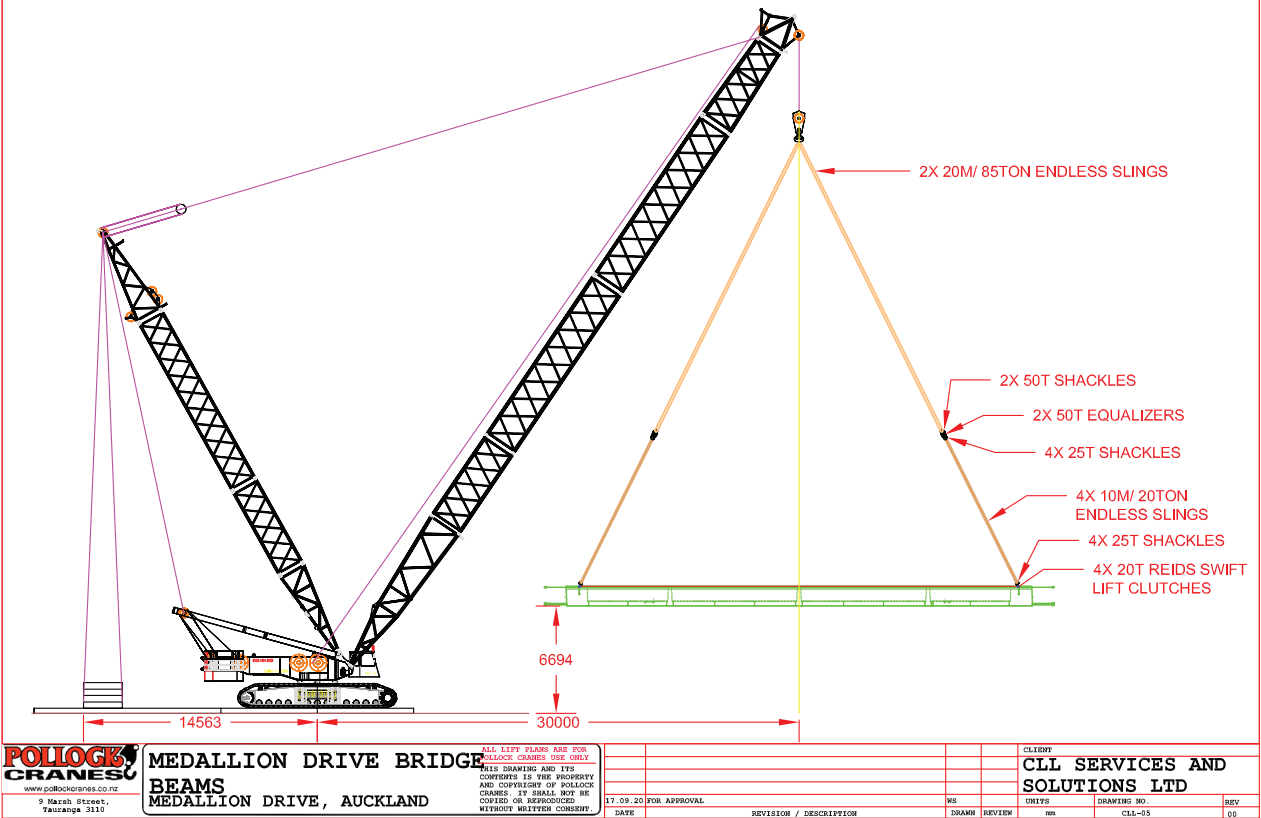 2X 20M/ 85TON ENDLESS SLINGS
2X 50T SHACKLES
2X 50T EQUALIZERS
4X 25T SHACKLES
4X 10M/ 20TON
ENDLESS SLINGS
4X 25T SHACKLES
4X 20T REIDS SWIFT
LIFT CLUTCHES
6694
14563
30000
POLLOCK
CRANES
www.pollockcranes.co.nz
9 Marsh Street,
Tauranga 3110
MEDALLION DRIVE BRIDGE
BEAMS
MEDALLION DRIVE, AUCKLAND
ALL LIFT PLANS ARE FOR
POLLOCK CRANES USE ONLY
THIS DRAWING AND ITS
CONTENTS IS THE PROPERTY
AND COPYRIGHT OF POLLOCK
CRANES. IT SHALL NOT BE
COPIED OR REPRODUCED
WITHOUT WRITTEN CONSENT.
17.09.20 FOR APPROVAL WS
DATE REVISION / DESCRIPTION DRAWN REVIEW
CLIENT
CLL SERVICES AND
SOLUTIONS LTD
UNITS DRAWING NO. REV
mm CLL-05 00